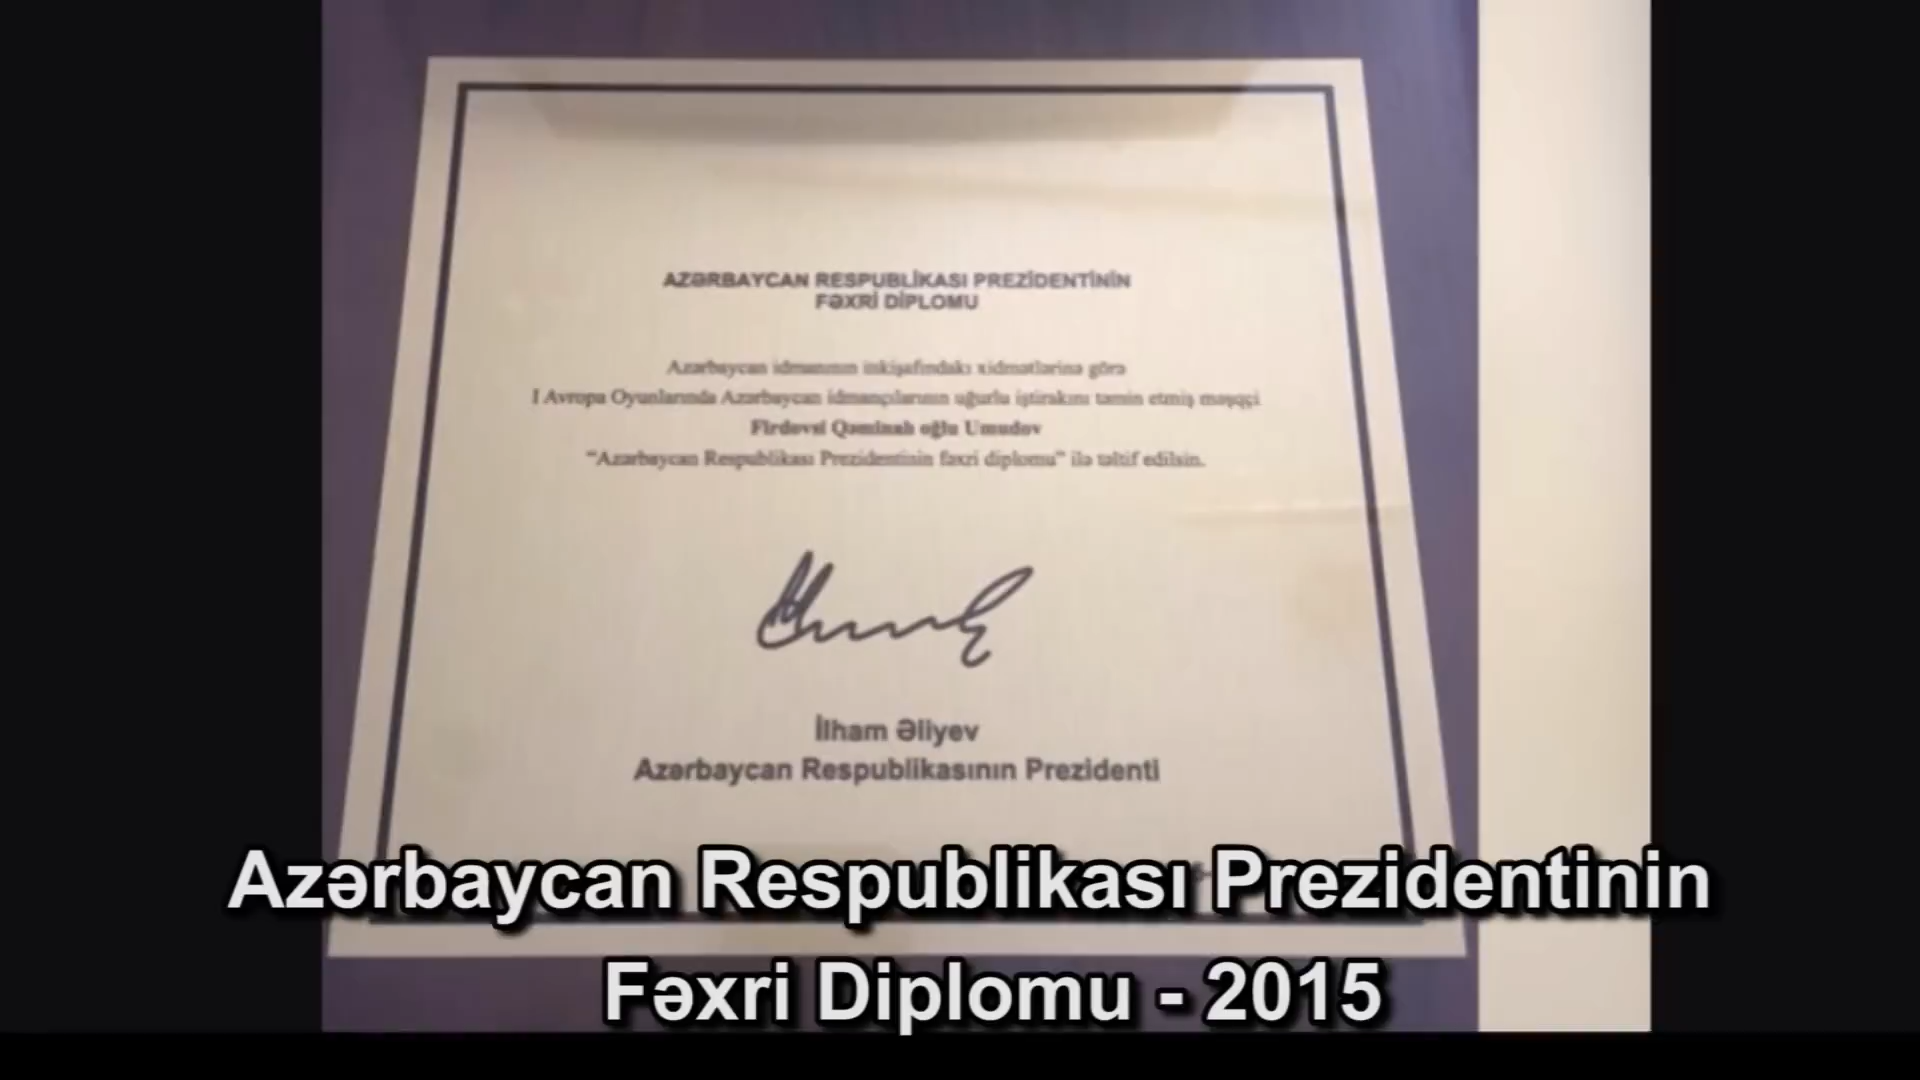 AZƏRBAYCAN RESPUBLİKASI PREZİDENTİNİN
FƏXRİ DİPLOMU
Azərbaycan idmanının inkişafındakı xidmətlərinə görə
I Avropa Oyunlarında Azərbaycan idmançılarının uğurlu iştirakını təmin etmiş məşqçi
Firdovsi oğlu Umudov
"Azərbaycan Respublikası Prezidentinin fəxri diplomu" ilə təltif edilsin.
İlham Əliyev
Azərbaycan Respublikasının Prezidenti
Azərbaycan Respublikası Prezidentinin
Fəxri Diplomu - 2015